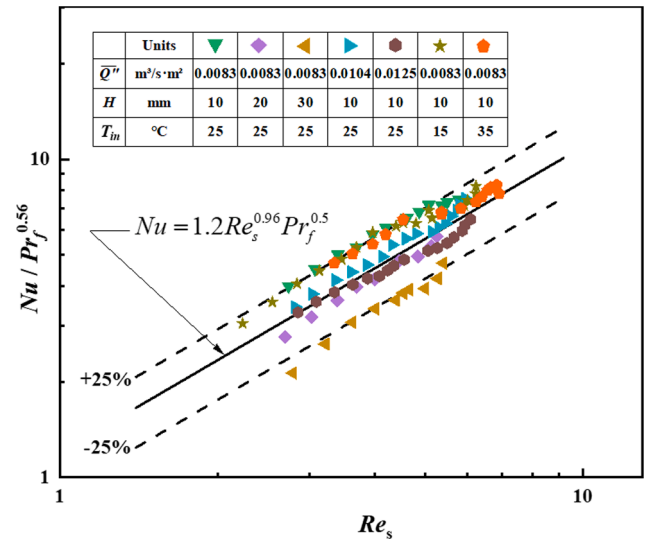 Units
Q″ m³/s·m² 0.0083 0.0083 0.0083 0.0104 0.0125 0.0083 0.0083
H mm 10 20 30 10 10 10 10
T_in °C 25 25 25 25 25 15 35
10
Nu = 1.2Re_s^0.96 Pr_f^0.5
Nu / Pr_f^0.56
+25%
-25%
1
1 10
Re_s